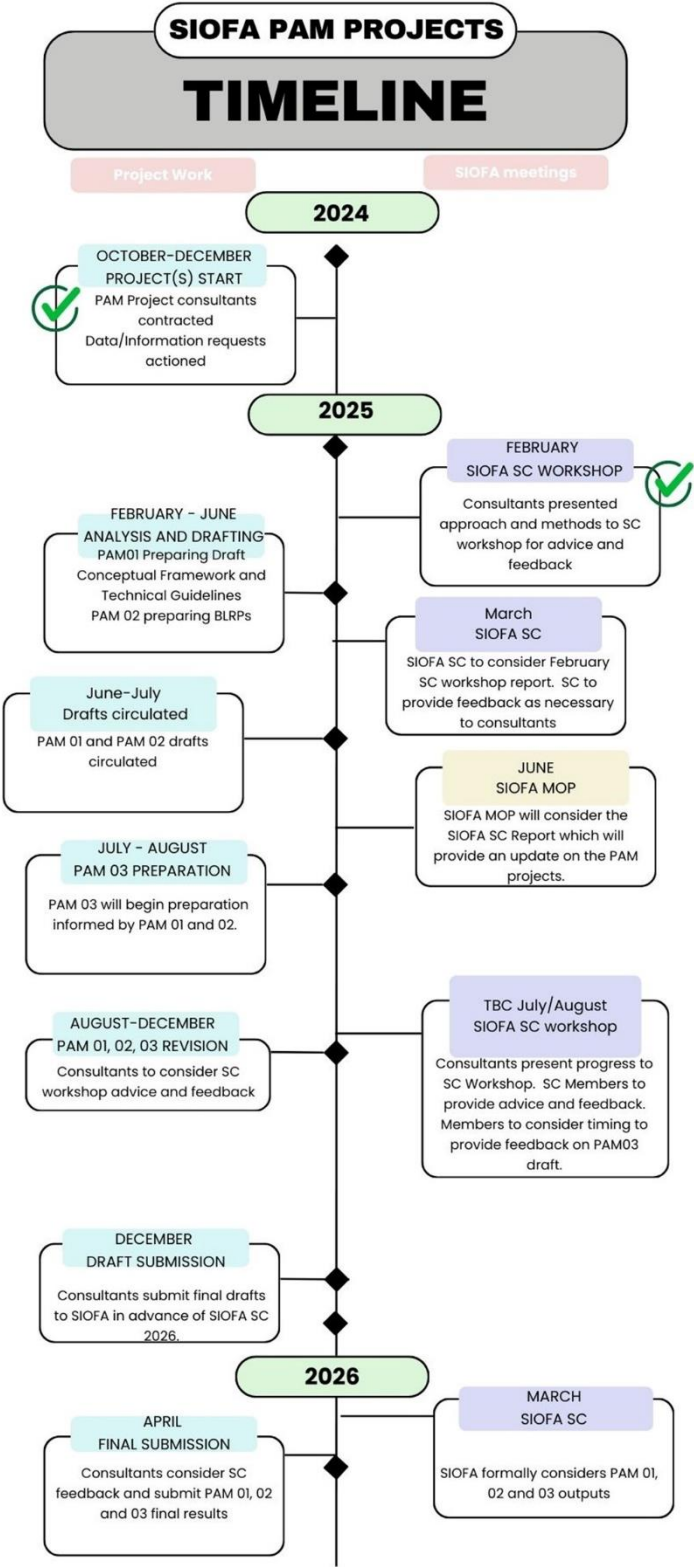 SIOFA PAM PROJECTS
TIMELINE
Project Work
SIOFA meetings
2024
OCTOBER-DECEMBER
PROJECT(S) START
PAM Project consultants
contracted
Data/Information requests
actioned
2025
FEBRUARY
SIOFA SC WORKSHOP
Consultants presented
approach and methods to SC
workshop for advice and
feedback
FEBRUARY - JUNE
ANALYSIS AND DRAFTING
PAM01 Preparing Draft
Conceptual Framework and
Technical Guidelines
PAM 02 preparing BLRPs
March
SIOFA SC
SIOFA SC to consider February
SC workshop report. SC to
provide feedback as necessary
to consultants
June-July
Drafts circulated
PAM 01 and PAM 02 drafts
circulated
JUNE
SIOFA MOP
SIOFA MOP will consider the
SIOFA SC Report which will
provide an update on the PAM
projects.
JULY - AUGUST
PAM 03 PREPARATION
PAM 03 will begin preparation
informed by PAM 01 and 02.
TBC July/August
SIOFA SC workshop
Consultants present progress to
SC Workshop. SC Members to
provide advice and feedback.
Members to consider timing to
provide feedback on PAM03
draft.
AUGUST-DECEMBER
PAM 01, 02, 03 REVISION
Consultants to consider SC
workshop advice and feedback
DECEMBER
DRAFT SUBMISSION
Consultants submit final drafts
to SIOFA in advance of SIOFA SC
2026.
2026
MARCH
SIOFA SC
SIOFA formally considers PAM 01,
02 and 03 outputs
APRIL
FINAL SUBMISSION
Consultants consider SC
feedback and submit PAM 01, 02
and 03 final results